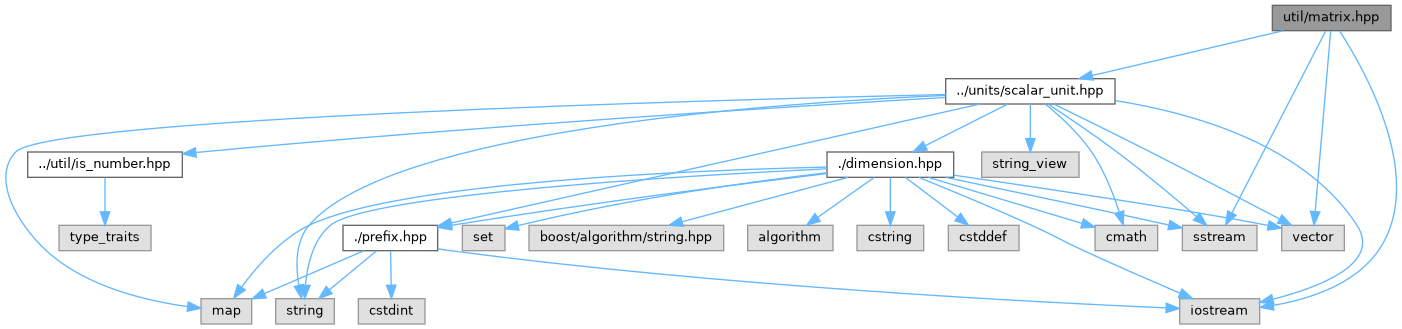 util/matrix.hpp
../units/scalar_unit.hpp
../util/is_number.hpp
./dimension.hpp
string_view
type_traits
./prefix.hpp
set
boost/algorithm/string.hpp
algorithm
cstring
cstddef
cmath
sstream
vector
map
string
cstdint
iostream